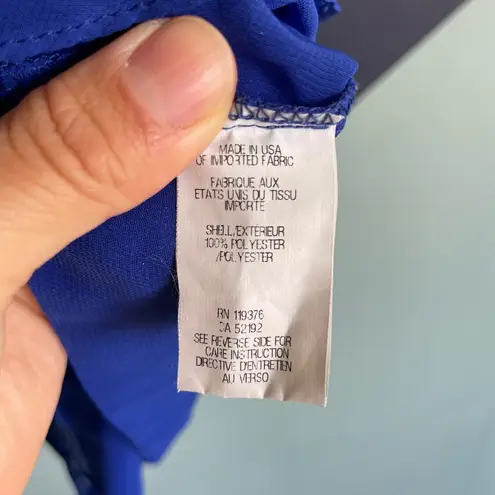 MADE IN USA
OF IMPORTED FABRIC
FABRIQUE AUX
ETATS UNIS DU TISSU
IMPORTE
SHELL/EXTERIEUR
100% POLYESTER
/POLYESTER
RN 119376
CA 52192
SEE REVERSE SIDE FOR
CARE INSTRUCTION
DIRECTIVE D'ENTRETIEN
AU VERSO